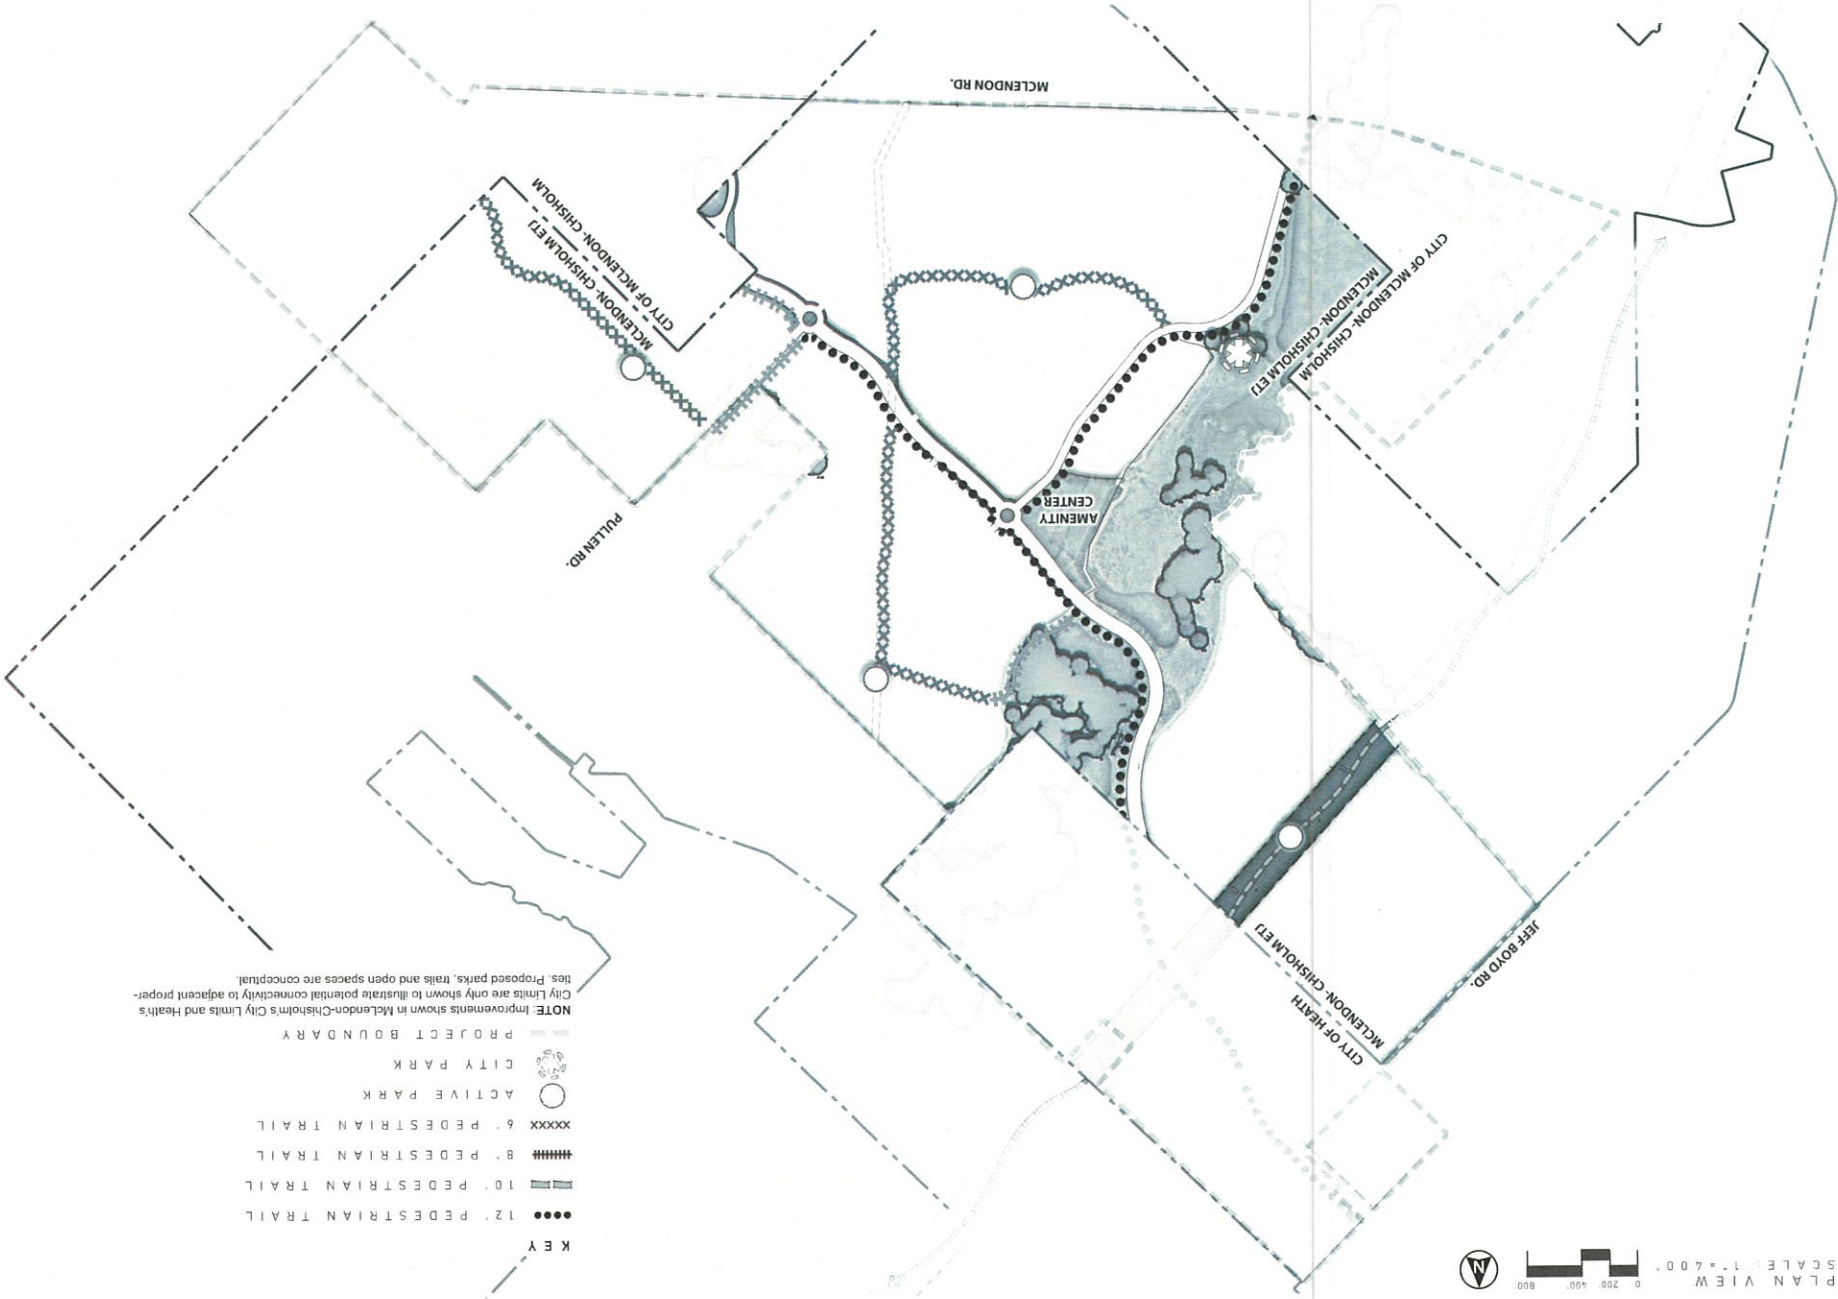 PLAN VIEW
SCALE: 1"=400'
0 200' 400' 800'
N
KEY
12' PEDESTRIAN TRAIL
10' PEDESTRIAN TRAIL
8' PEDESTRIAN TRAIL
6' PEDESTRIAN TRAIL
ACTIVE PARK
CITY PARK
PROJECT BOUNDARY
NOTE: Improvements shown in McLendon-Chisholm's City Limits and Heath's
City Limits are only shown to illustrate potential connectivity to adjacent proper-
ties. Proposed parks, trails and open spaces are conceptual.
CITY OF HEATH
MCLENDON- CHISHOLM ETJ
JEFF BOYD RD.
PULLEN RD.
AMENITY
CENTER
MCLENDON- CHISHOLM ETJ
CITY OF MCLENDON- CHISHOLM
MCLENDON- CHISHOLM ETJ
CITY OF MCLENDON- CHISHOLM
MCLENDON RD.